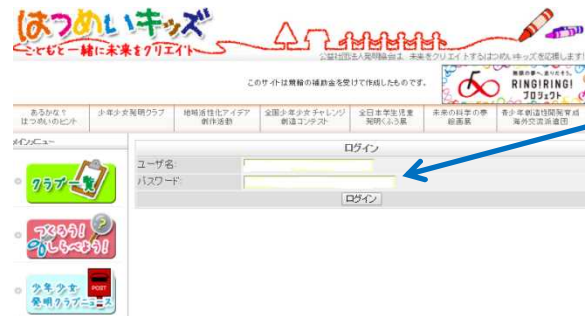 はつめいキッズ
こどもと一緒に未来をクリエイト
公益社団法人発明協会は、未来をクリエイトするはつめいキッズを応援します!
このサイトは競輪の補助金を受けて作成したものです。
無限の夢へ、走りだそう。
RING!RING!
プロジェクト
あるかな?
はつめいのヒント
少年少女発明クラブ
地域活性化アイデア
創作活動
全国少年少女チャレンジ
創造コンテスト
全日本学生児童
発明くふう展
未来の科学の夢
絵画展
青少年創造性開発育成
海外交流派遣団
メインメニュー
クラブ一覧
つくろう!
しらべよう!
少年少女
発明クラブニュース
POST
ログイン
ユーザ名:
パスワード:
ログイン